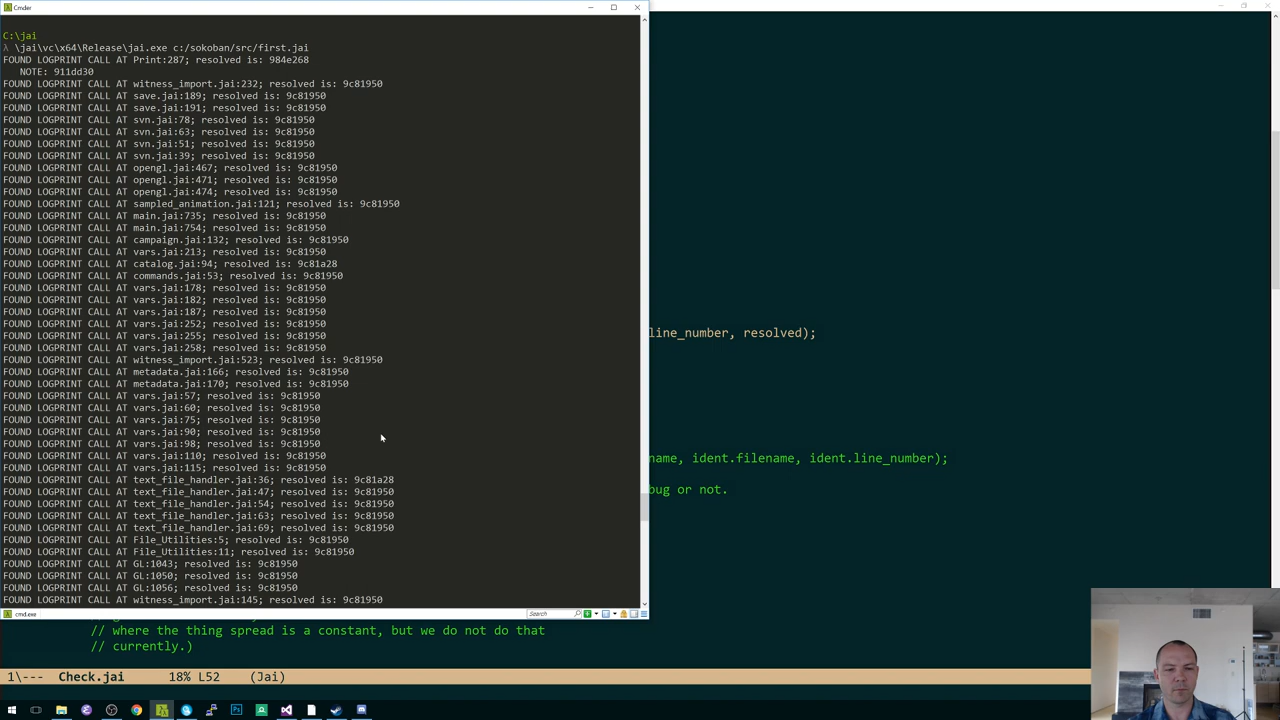 Cmder
C:\jai
λ \jai\vc\x64\Release\jai.exe c:/sokoban/src/first.jai
FOUND LOGPRINT CALL AT Print:287; resolved is: 984e268
NOTE: 911dd30
FOUND LOGPRINT CALL AT witness_import.jai:232; resolved is: 9c81950
FOUND LOGPRINT CALL AT save.jai:189; resolved is: 9c81950
FOUND LOGPRINT CALL AT save.jai:191; resolved is: 9c81950
FOUND LOGPRINT CALL AT svn.jai:78; resolved is: 9c81950
FOUND LOGPRINT CALL AT svn.jai:63; resolved is: 9c81950
FOUND LOGPRINT CALL AT svn.jai:51; resolved is: 9c81950
FOUND LOGPRINT CALL AT svn.jai:39; resolved is: 9c81950
FOUND LOGPRINT CALL AT opengl.jai:467; resolved is: 9c81950
FOUND LOGPRINT CALL AT opengl.jai:471; resolved is: 9c81950
FOUND LOGPRINT CALL AT opengl.jai:474; resolved is: 9c81950
FOUND LOGPRINT CALL AT sampled_animation.jai:121; resolved is: 9c81950
FOUND LOGPRINT CALL AT main.jai:735; resolved is: 9c81950
FOUND LOGPRINT CALL AT main.jai:754; resolved is: 9c81950
FOUND LOGPRINT CALL AT campaign.jai:132; resolved is: 9c81950
FOUND LOGPRINT CALL AT vars.jai:213; resolved is: 9c81950
FOUND LOGPRINT CALL AT catalog.jai:94; resolved is: 9c81a28
FOUND LOGPRINT CALL AT commands.jai:53; resolved is: 9c81950
FOUND LOGPRINT CALL AT vars.jai:178; resolved is: 9c81950
FOUND LOGPRINT CALL AT vars.jai:182; resolved is: 9c81950
FOUND LOGPRINT CALL AT vars.jai:187; resolved is: 9c81950
FOUND LOGPRINT CALL AT vars.jai:252; resolved is: 9c81950
FOUND LOGPRINT CALL AT vars.jai:255; resolved is: 9c81950
FOUND LOGPRINT CALL AT vars.jai:258; resolved is: 9c81950
FOUND LOGPRINT CALL AT witness_import.jai:523; resolved is: 9c81950
FOUND LOGPRINT CALL AT metadata.jai:166; resolved is: 9c81950
FOUND LOGPRINT CALL AT metadata.jai:170; resolved is: 9c81950
FOUND LOGPRINT CALL AT vars.jai:57; resolved is: 9c81950
FOUND LOGPRINT CALL AT vars.jai:60; resolved is: 9c81950
FOUND LOGPRINT CALL AT vars.jai:75; resolved is: 9c81950
FOUND LOGPRINT CALL AT vars.jai:90; resolved is: 9c81950
FOUND LOGPRINT CALL AT vars.jai:98; resolved is: 9c81950
FOUND LOGPRINT CALL AT vars.jai:110; resolved is: 9c81950
FOUND LOGPRINT CALL AT vars.jai:115; resolved is: 9c81950
FOUND LOGPRINT CALL AT text_file_handler.jai:36; resolved is: 9c81a28
FOUND LOGPRINT CALL AT text_file_handler.jai:47; resolved is: 9c81950
FOUND LOGPRINT CALL AT text_file_handler.jai:54; resolved is: 9c81950
FOUND LOGPRINT CALL AT text_file_handler.jai:63; resolved is: 9c81950
FOUND LOGPRINT CALL AT text_file_handler.jai:69; resolved is: 9c81950
FOUND LOGPRINT CALL AT File_Utilities:5; resolved is: 9c81950
FOUND LOGPRINT CALL AT File_Utilities:11; resolved is: 9c81950
FOUND LOGPRINT CALL AT GL:1043; resolved is: 9c81950
FOUND LOGPRINT CALL AT GL:1050; resolved is: 9c81950
FOUND LOGPRINT CALL AT GL:1056; resolved is: 9c81950
FOUND LOGPRINT CALL AT witness_import.jai:145; resolved is: 9c81950
cmd.exe
Search
line_number, resolved);
name, ident.filename, ident.line_number);
bug or not.
// where the thing spread is a constant, but we do not do that
// currently.)
1\--- Check.jai 18% L52 (Jai)